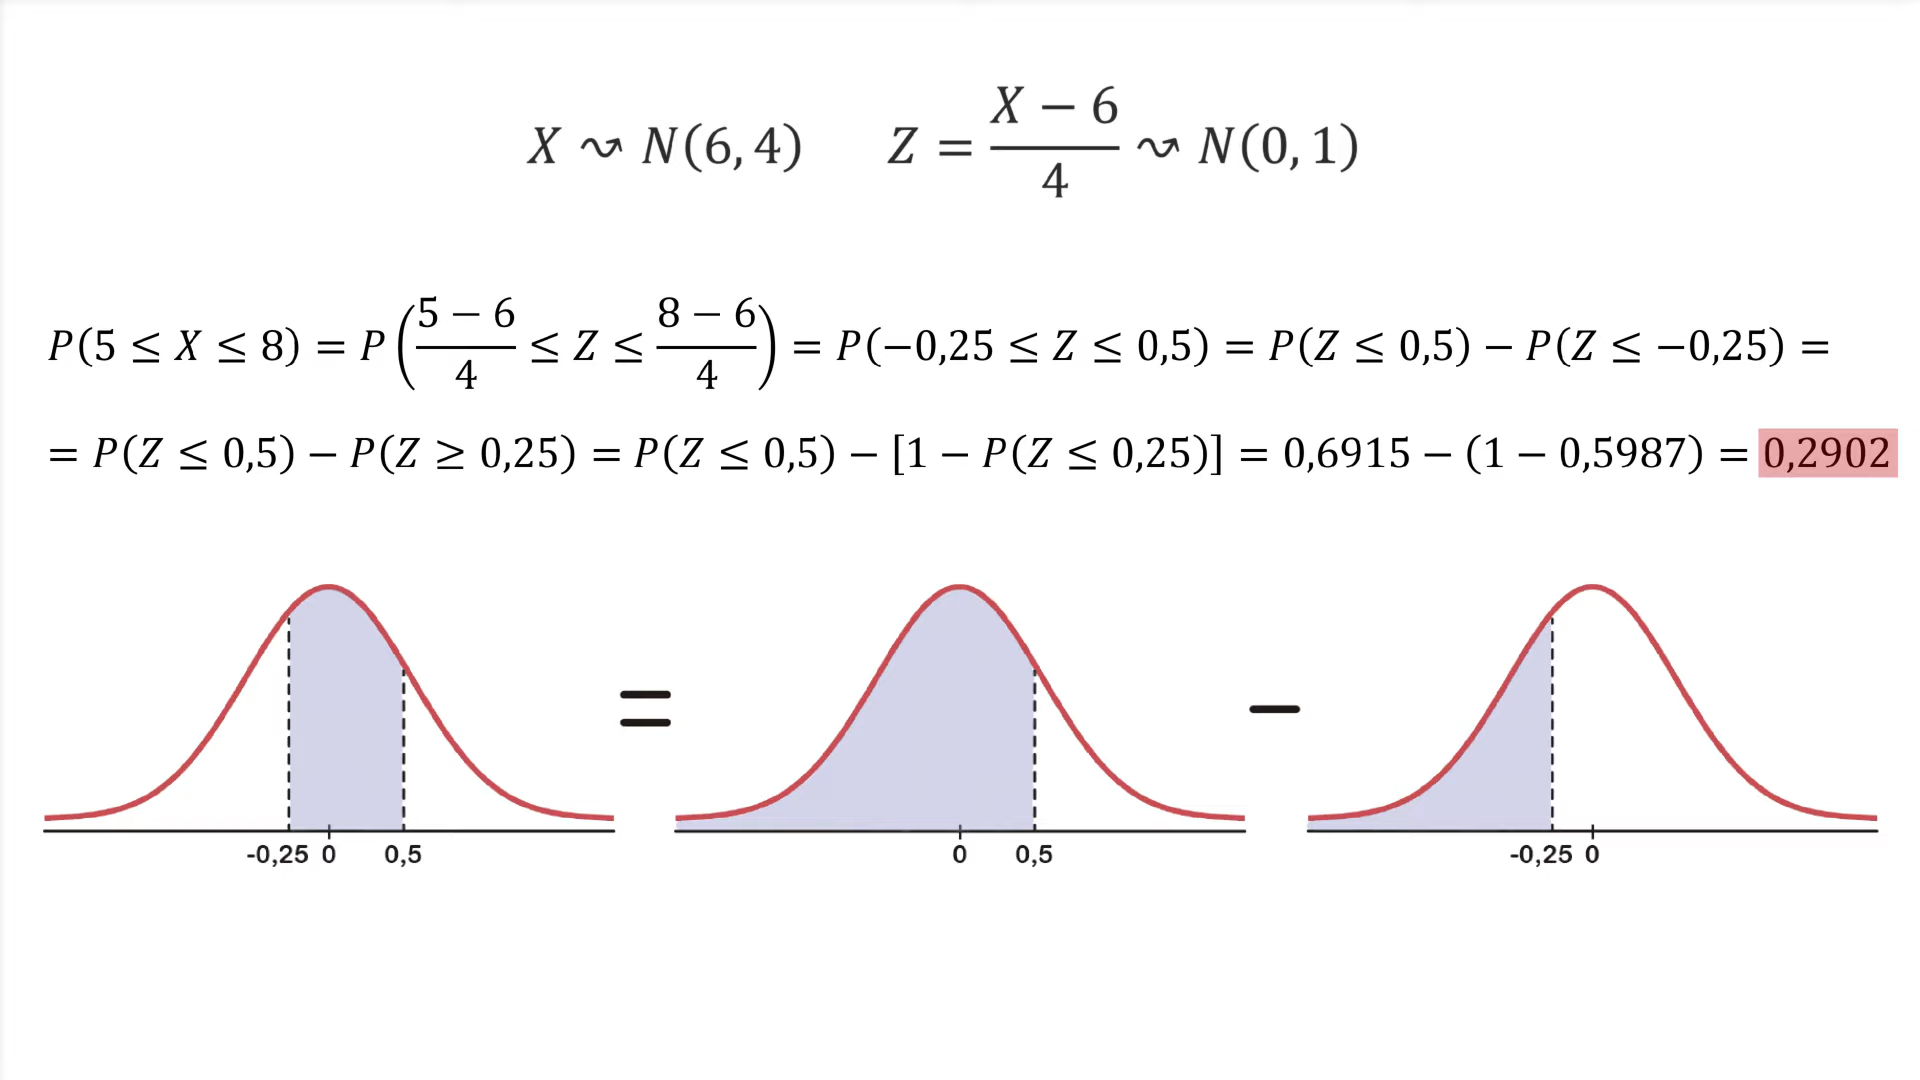 X ⇝ N(6, 4)   Z = (X − 6)/4 ⇝ N(0, 1)
P(5 ≤ X ≤ 8) = P((5 − 6)/4 ≤ Z ≤ (8 − 6)/4) = P(−0,25 ≤ Z ≤ 0,5) = P(Z ≤ 0,5) − P(Z ≤ −0,25) =
= P(Z ≤ 0,5) − P(Z ≥ 0,25) = P(Z ≤ 0,5) − [1 − P(Z ≤ 0,25)] = 0,6915 − (1 − 0,5987) = 0,2902
= −
-0,25 0 0,5 0 0,5 -0,25 0